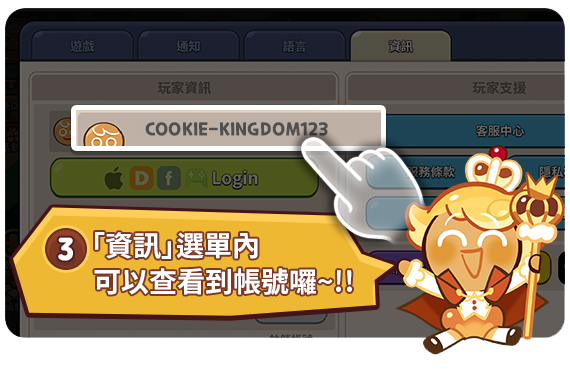 遊戲
通知
語言
資訊
玩家資訊
玩家支援
COOKIE-KINGDOM123
客服中心
服務條款
隱私
D f Login
3
「資訊」選單內
可以查看到帳號囉~!!